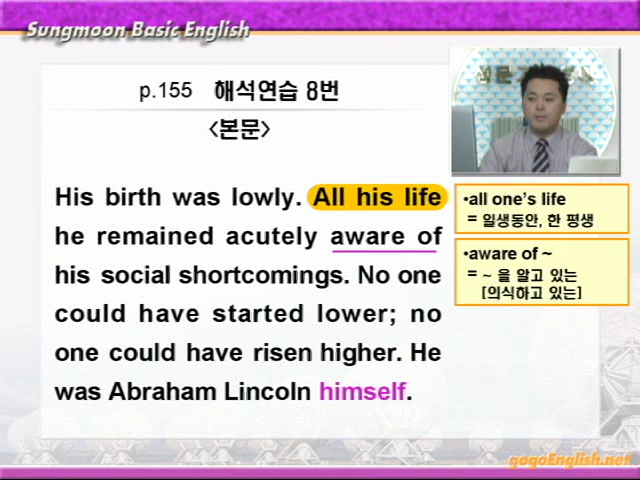 Sungmoon Basic English
p.155 해석연습 8번
<본문>
His birth was lowly. All his life
he remained acutely aware of
his social shortcomings. No one
could have started lower; no
one could have risen higher. He
was Abraham Lincoln himself.
•all one's life
= 일생동안, 한 평생
•aware of ~
= ~ 을 알고 있는
[의식하고 있는]
gogoEnglish.net